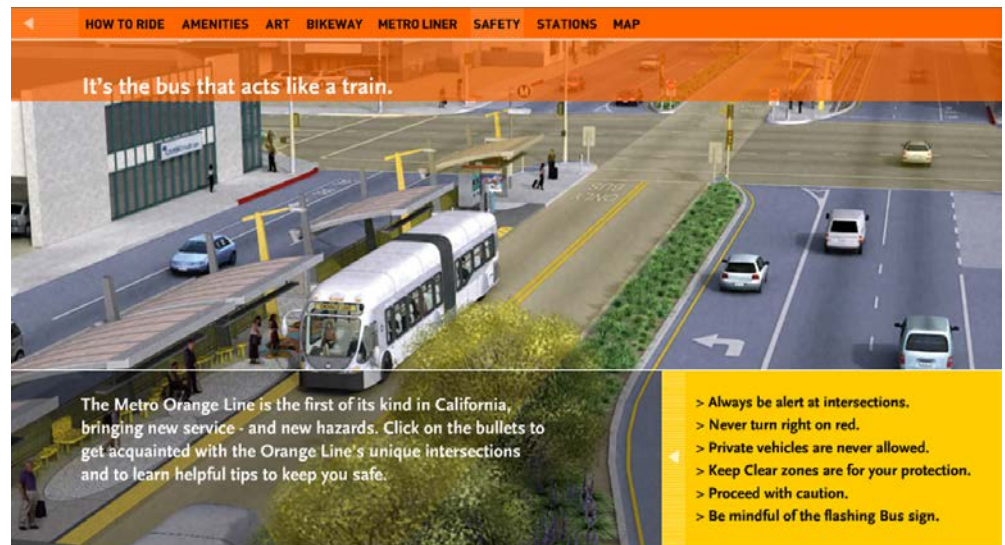 HOW TO RIDE AMENITIES ART BIKEWAY METRO LINER SAFETY STATIONS MAP
It's the bus that acts like a train.
BUS
ONLY
The Metro Orange Line is the first of its kind in California,
bringing new service - and new hazards. Click on the bullets to
get acquainted with the Orange Line's unique intersections
and to learn helpful tips to keep you safe.
> Always be alert at intersections.
> Never turn right on red.
> Private vehicles are never allowed.
> Keep Clear zones are for your protection.
> Proceed with caution.
> Be mindful of the flashing Bus sign.